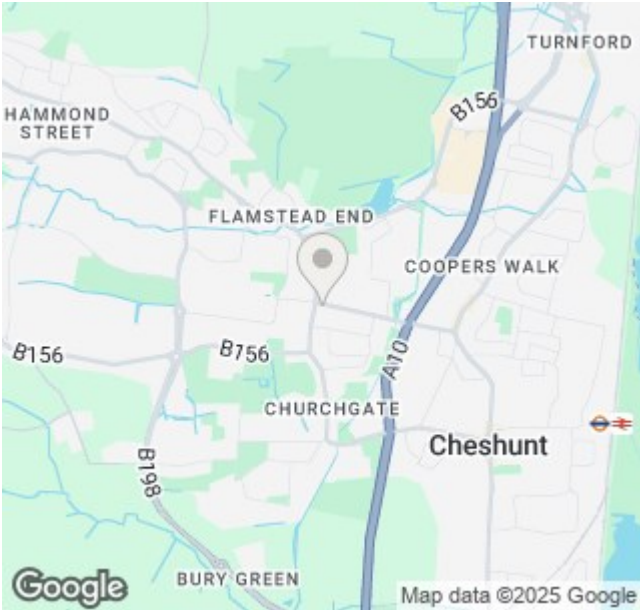 TURNFORD
B156
HAMMOND
STREET
FLAMSTEAD END
COOPERS WALK
B156
B756
A10
CHURCHGATE
Cheshunt
B198
BURY GREEN
Google
Map data ©2025 Google